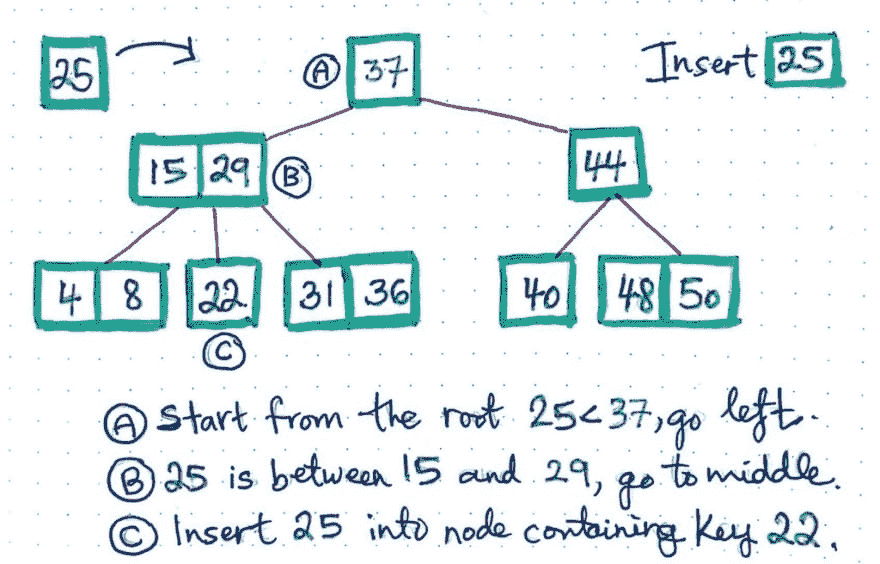 25
Insert 25
Ⓐ 37
15 29 Ⓑ
44
4 8
22
31 36
40
48 50
Ⓒ
Ⓐ Start from the root 25<37, go left.
Ⓑ 25 is between 15 and 29, go to middle.
Ⓒ Insert 25 into node containing Key 22.